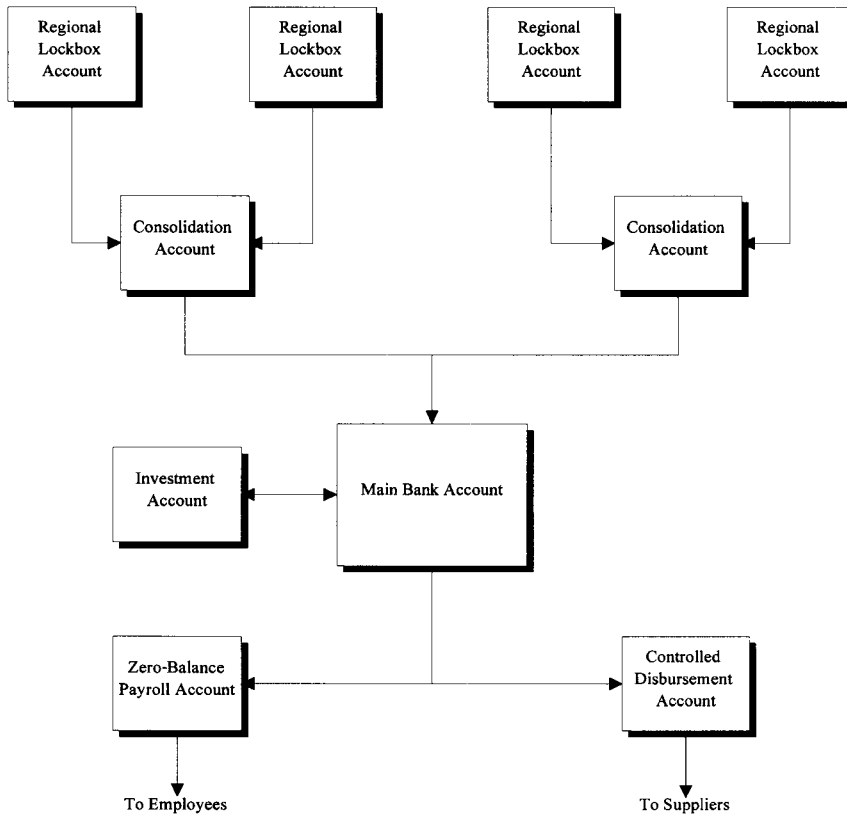 Regional
Lockbox
Account
Regional
Lockbox
Account
Regional
Lockbox
Account
Regional
Lockbox
Account
Consolidation
Account
Consolidation
Account
Investment
Account
Main Bank Account
Zero-Balance
Payroll Account
Controlled
Disbursement
Account
To Employees
To Suppliers